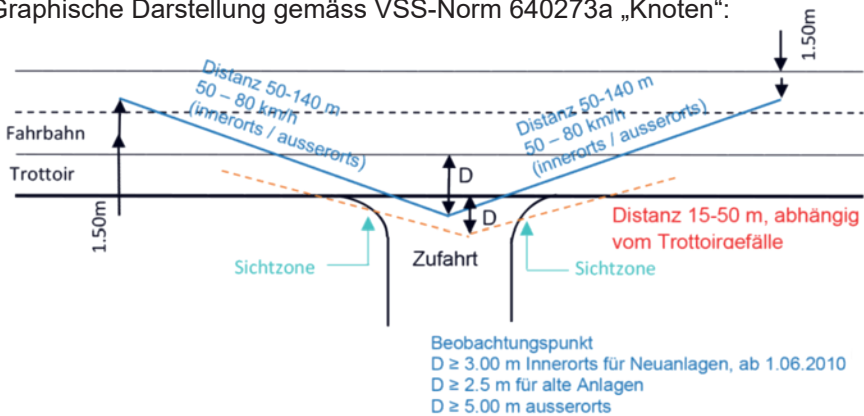 Graphische Darstellung gemäss VSS-Norm 640273a „Knoten“:
1.50m
Distanz 50-140 m
50 – 80 km/h
(innerorts / ausserorts)
Distanz 50-140 m
50 – 80 km/h
(innerorts / ausserorts)
Fahrbahn
Trottoir
D
D
1.50m
Distanz 15-50 m, abhängig
vom Trottoirgefälle
Sichtzone
Zufahrt
Sichtzone
Beobachtungspunkt
D ≥ 3.00 m Innerorts für Neuanlagen, ab 1.06.2010
D ≥ 2.5 m für alte Anlagen
D ≥ 5.00 m ausserorts